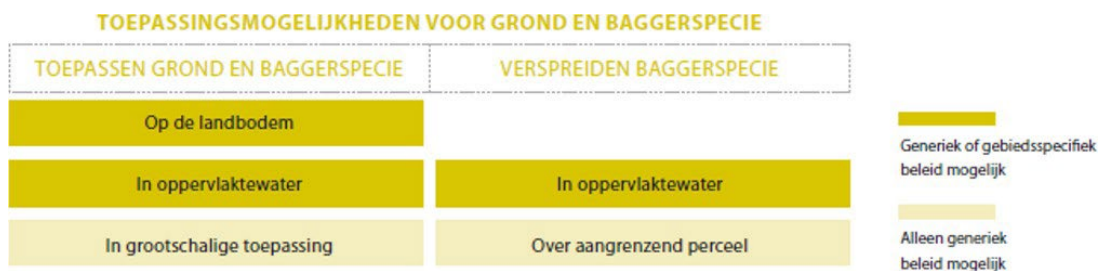 TOEPASSINGSMOGELIJKHEDEN VOOR GROND EN BAGGERSPECIE
TOEPASSEN GROND EN BAGGERSPECIE
VERSPREIDEN BAGGERSPECIE
Op de landbodem
In oppervlaktewater
In oppervlaktewater
In grootschalige toepassing
Over aangrenzend perceel
Generiek of gebiedsspecifiek
beleid mogelijk
Alleen generiek
beleid mogelijk